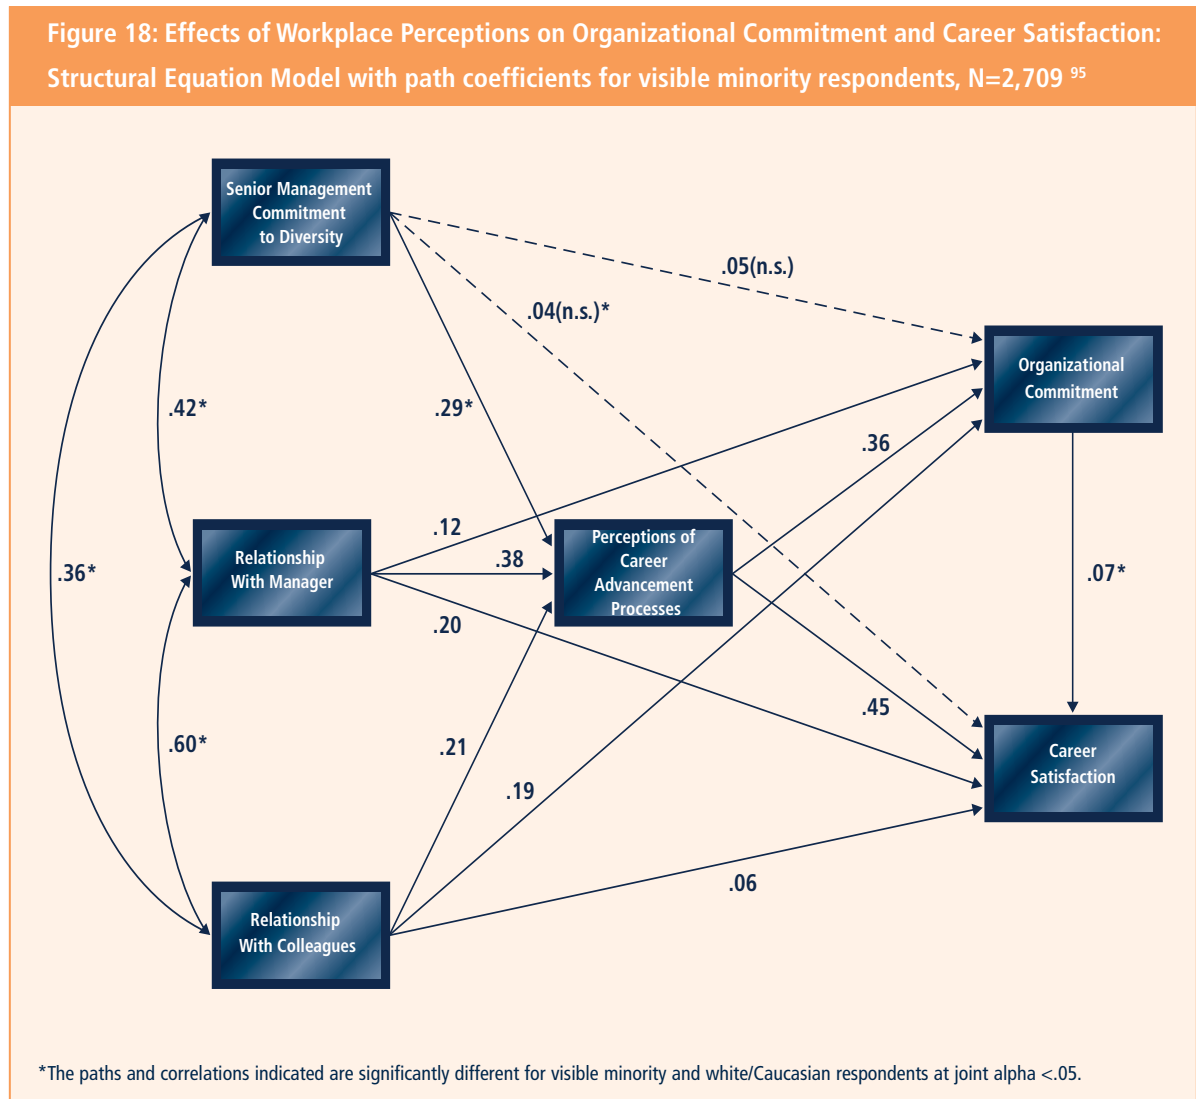 Figure 18: Effects of Workplace Perceptions on Organizational Commitment and Career Satisfaction:
Structural Equation Model with path coefficients for visible minority respondents, N=2,709 95
Senior Management
Commitment
to Diversity
.05(n.s.)
.04(n.s.)*
Organizational
Commitment
.42*
.29*
.36
.12
Perceptions of
Career
Advancement
Processes
Relationship
With Manager
.38
.36*
.07*
.20
.45
.60*
.21
Career
Satisfaction
.19
.06
Relationship
With Colleagues
*The paths and correlations indicated are significantly different for visible minority and white/Caucasian respondents at joint alpha <.05.